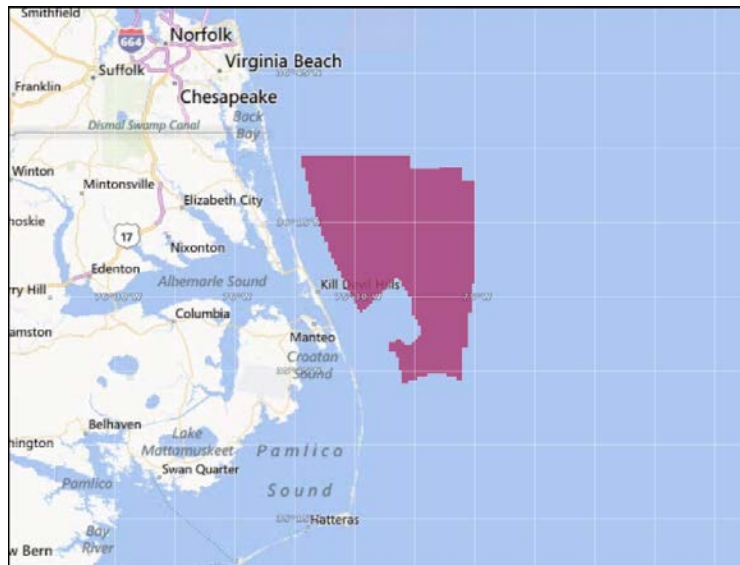 Smithfield
664
Norfolk
Suffolk
Virginia Beach
Franklin
Chesapeake
Dismal Swamp Canal
Back
Bay
Winton
Mintonsville
Elizabeth City
hoskie
17
Nixonton
Edenton
Albemarle Sound
Kill Devil Hills
rry Hill
76°W
Columbia
amston
Manteo
Croatan
Sound
Belhaven
hington
Lake
Mattamuskeet
Pamlico
Swan Quarter
Pamlico
Sound
Hatteras
Bay
River
w Bern